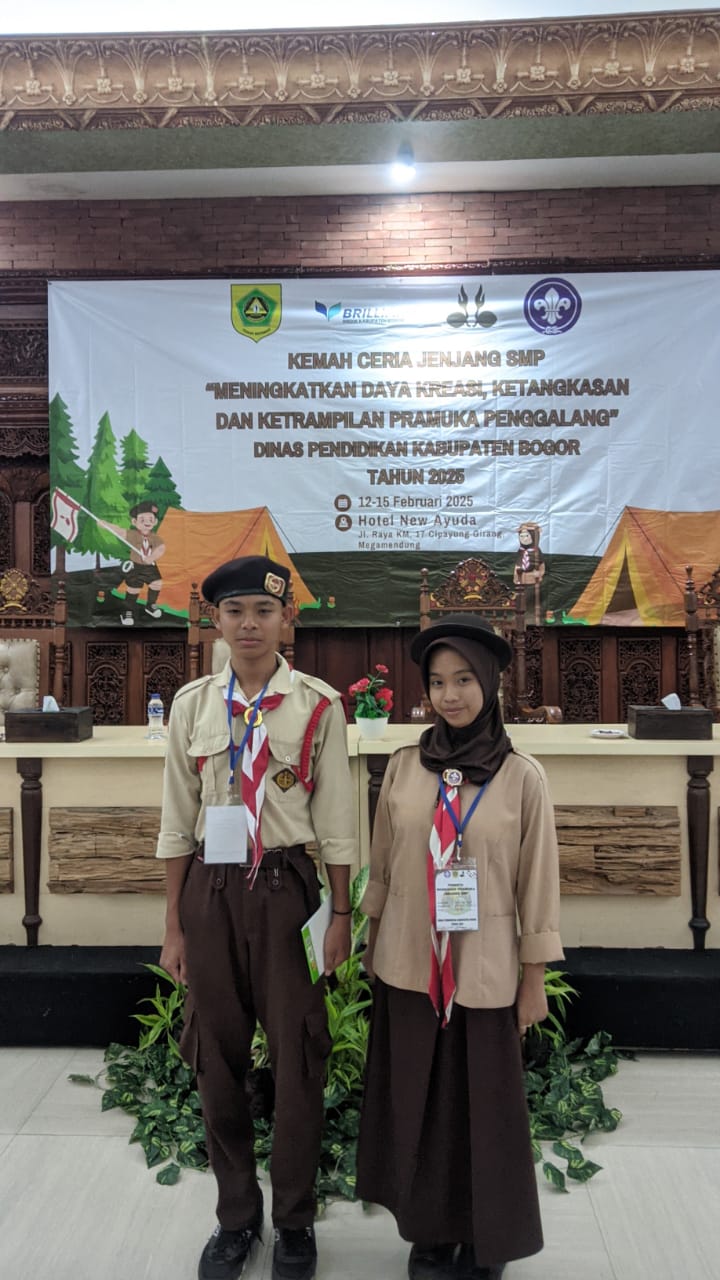 BRILLIAN
KEMAH CERIA JENJANG SMP
“MENINGKATKAN DAYA KREASI, KETANGKASAN
DAN KETRAMPILAN PRAMUKA PENGGALANG”
DINAS PENDIDIKAN KABUPATEN BOGOR
TAHUN 2025
12-15 Februari 2025
Hotel New Ayuda
Jl. Raya KM. 17 Cipayung Girang
Megamendung